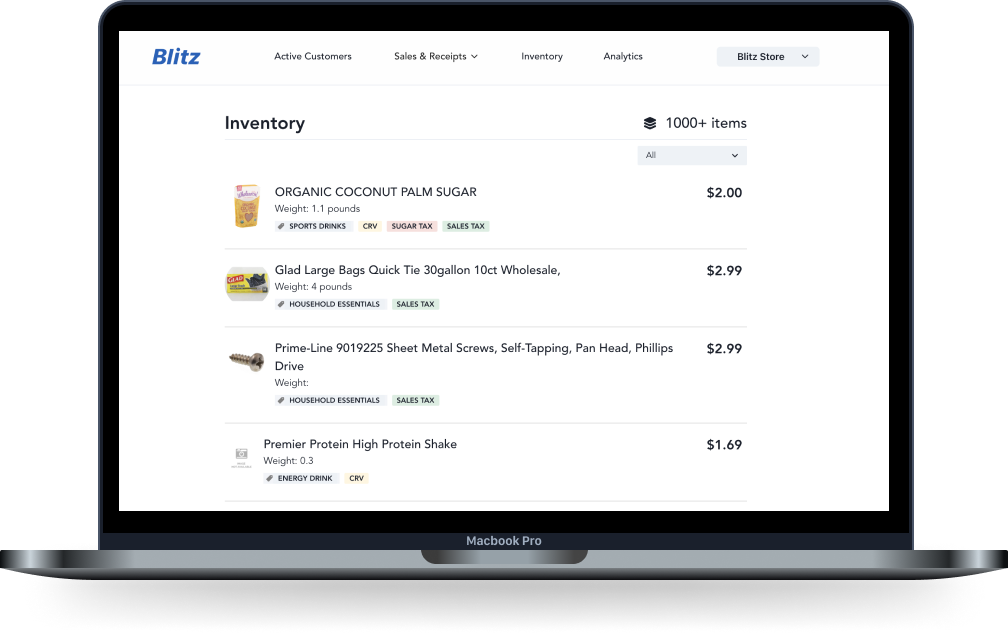 Blitz
Active Customers
Sales & Receipts
Inventory
Analytics
Blitz Store
Inventory
1000+ items
All
ORGANIC COCONUT PALM SUGAR
$2.00
Weight: 1.1 pounds
SPORTS DRINKS CRV SUGAR TAX SALES TAX
Glad Large Bags Quick Tie 30gallon 10ct Wholesale,
$2.99
Weight: 4 pounds
HOUSEHOLD ESSENTIALS SALES TAX
GLAD
Prime-Line 9019225 Sheet Metal Screws, Self-Tapping, Pan Head, Phillips
Drive
$2.99
Weight:
HOUSEHOLD ESSENTIALS SALES TAX
Premier Protein High Protein Shake
$1.69
Weight: 0.3
ENERGY DRINK CRV
Macbook Pro